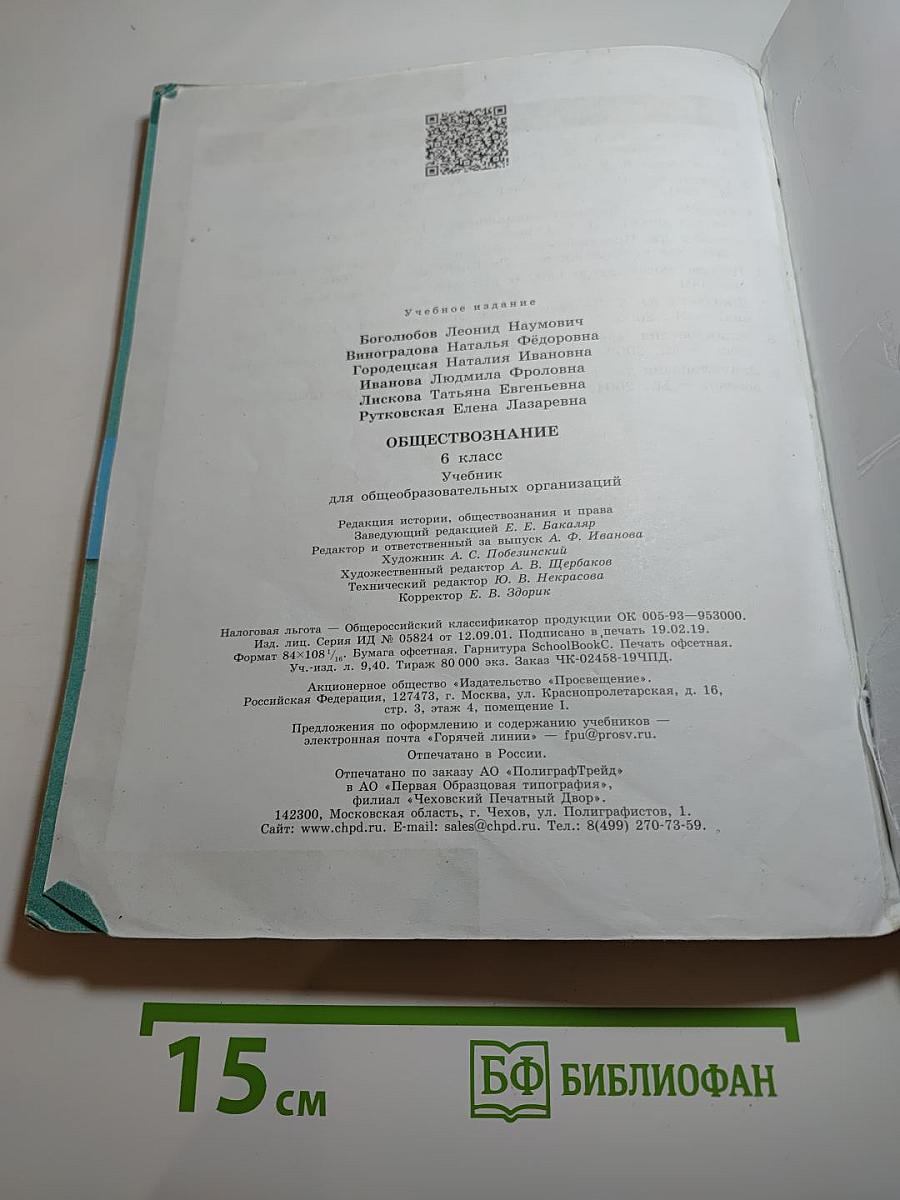 Учебное издание
Боголюбов Леонид Наумович
Виноградова Наталья Фёдоровна
Городецкая Наталия Ивановна
Иванова Людмила Фроловна
Лискова Татьяна Евгеньевна
Рутковская Елена Лазаревна
ОБЩЕСТВОЗНАНИЕ
6 класс
Учебник
для общеобразовательных организаций
Редакция истории, обществознания и права
Заведующий редакцией Е. Е. Бакаляр
Редактор и ответственный за выпуск А. Ф. Иванова
Художник А. С. Побезинский
Художественный редактор А. В. Щербаков
Технический редактор Ю. В. Некрасова
Корректор Е. В. Здорик
Налоговая льгота — Общероссийский классификатор продукции ОК 005-93—953000.
Изд. лиц. Серия ИД № 05824 от 12.09.01. Подписано в печать 19.02.19.
Формат 84×108 1/16. Бумага офсетная. Гарнитура SchoolBookC. Печать офсетная.
Уч.-изд. л. 9,40. Тираж 80 000 экз. Заказ ЧК-02458-19ЧПД.
Акционерное общество «Издательство «Просвещение».
Российская Федерация, 127473, г. Москва, ул. Краснопролетарская, д. 16,
стр. 3, этаж 4, помещение I.
Предложения по оформлению и содержанию учебников —
электронная почта «Горячей линии» — fpu@prosv.ru.
Отпечатано в России.
Отпечатано по заказу АО «ПолиграфТрейд»
в АО «Первая Образцовая типография»,
филиал «Чеховский Печатный Двор».
142300, Московская область, г. Чехов, ул. Полиграфистов, 1.
Сайт: www.chpd.ru. E-mail: sales@chpd.ru. Тел.: 8(499) 270-73-59.
15 см
БФ БИБЛИОФАН